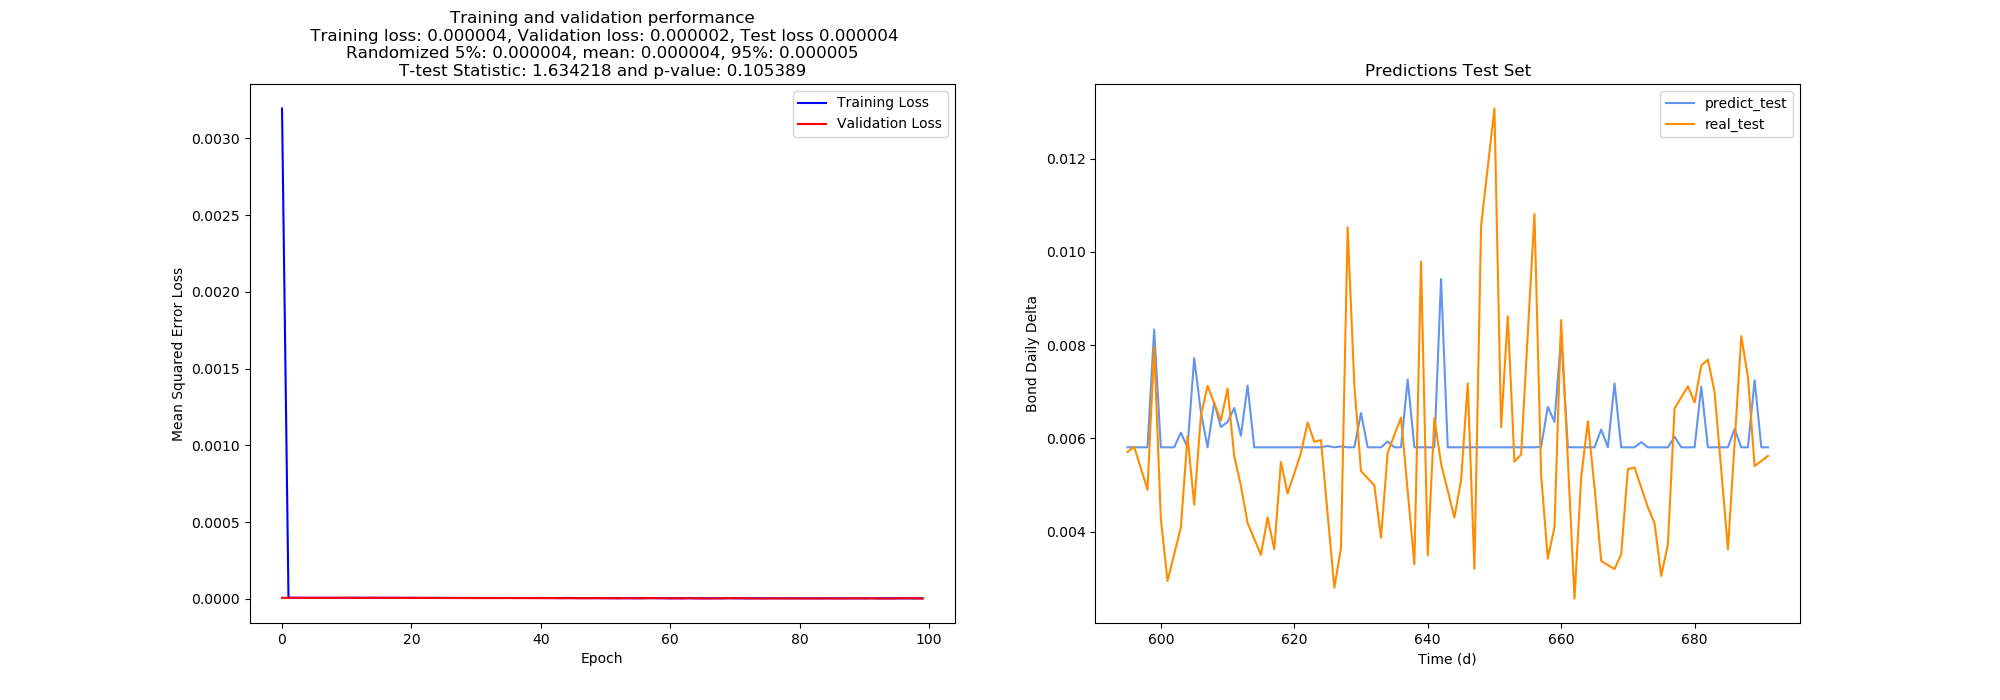 Training and validation performance
Training loss: 0.000004, Validation loss: 0.000002, Test loss 0.000004
Randomized 5%: 0.000004, mean: 0.000004, 95%: 0.000005
T-test Statistic: 1.634218 and p-value: 0.105389
Training Loss
Validation Loss
0.0030
0.0025
0.0020
0.0015
0.0010
0.0005
0.0000
Mean Squared Error Loss
0 20 40 60 80 100
Epoch
Predictions Test Set
predict_test
real_test
0.012
0.010
0.008
0.006
0.004
Bond Daily Delta
600 620 640 660 680
Time (d)